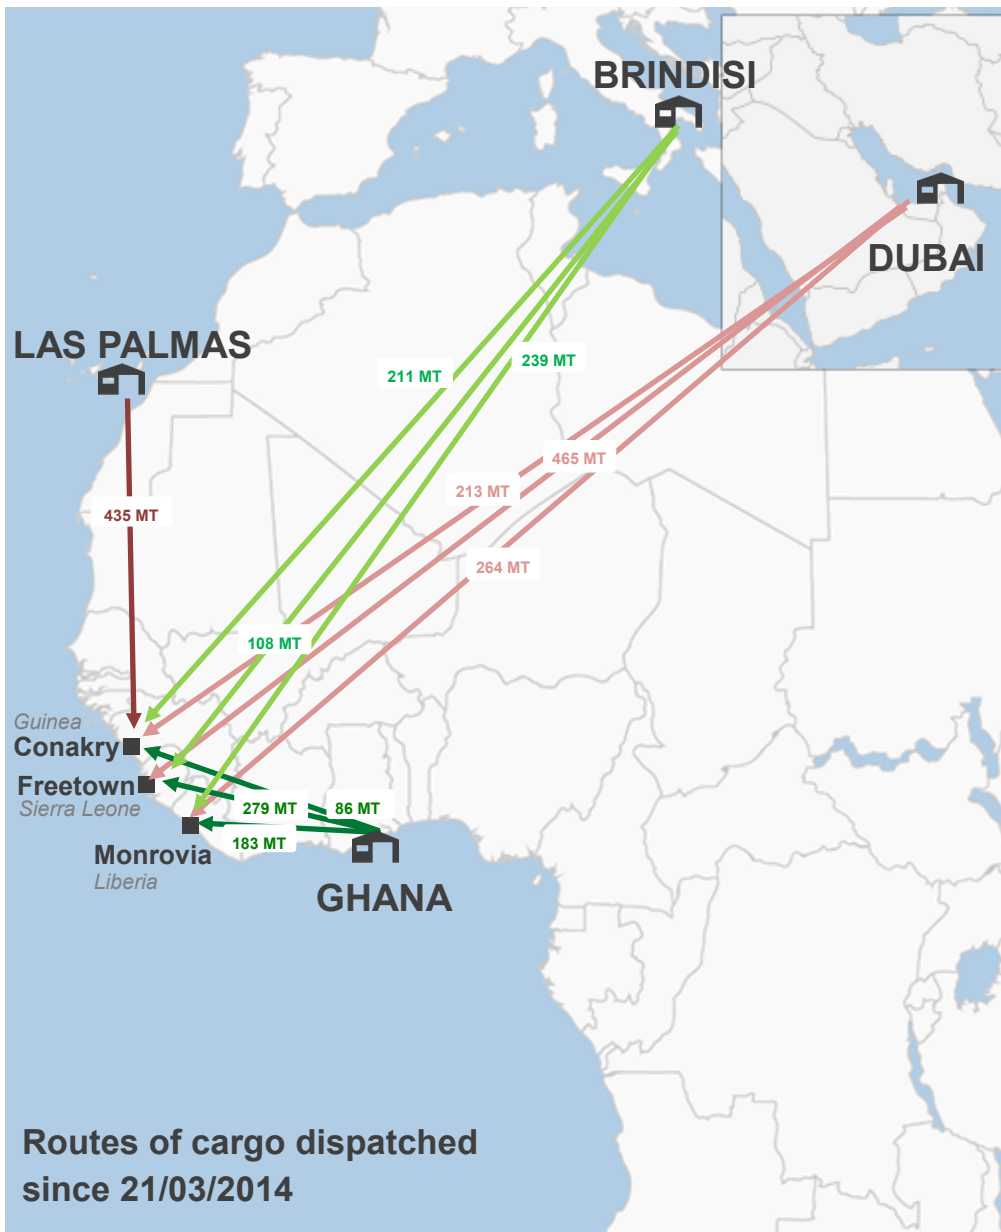 BRINDISI
DUBAI
LAS PALMAS
211 MT
239 MT
465 MT
213 MT
435 MT
264 MT
108 MT
Guinea
Conakry
Freetown
Sierra Leone
279 MT
86 MT
183 MT
Monrovia
Liberia
GHANA
Routes of cargo dispatched
since 21/03/2014